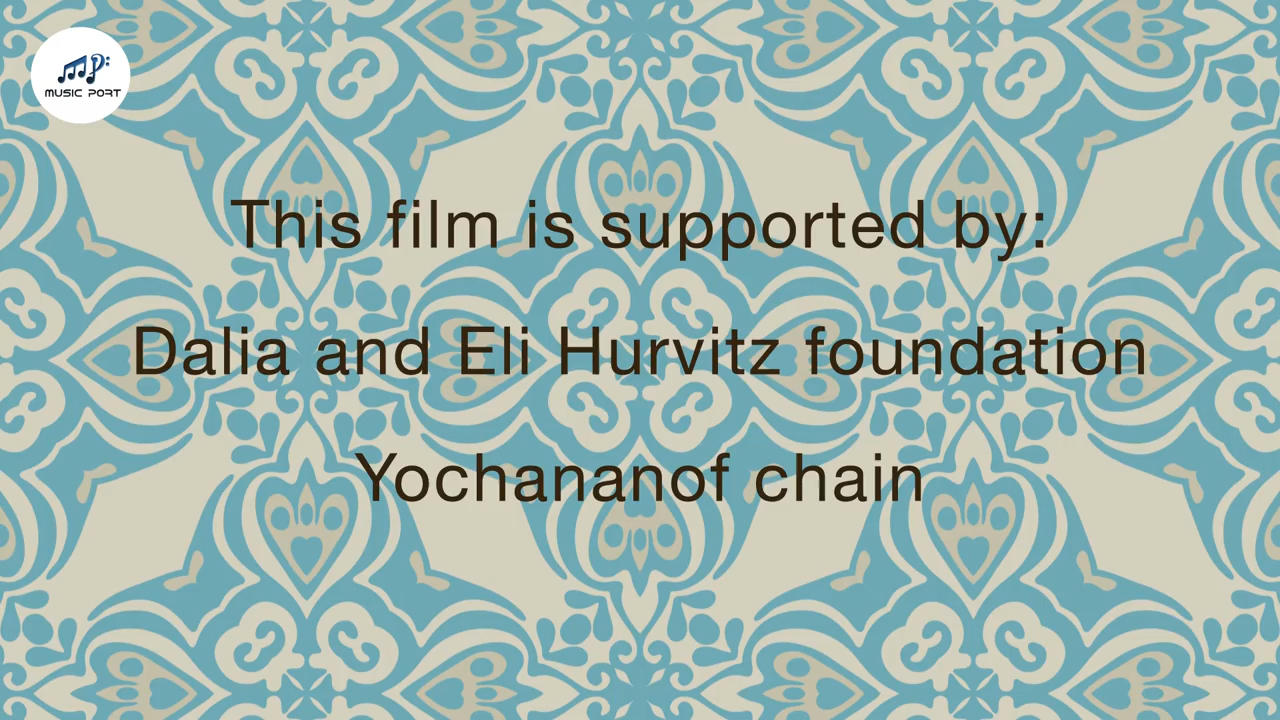 MUSIC PORT
This film is supported by:
Dalia and Eli Hurvitz foundation
Yochananof chain